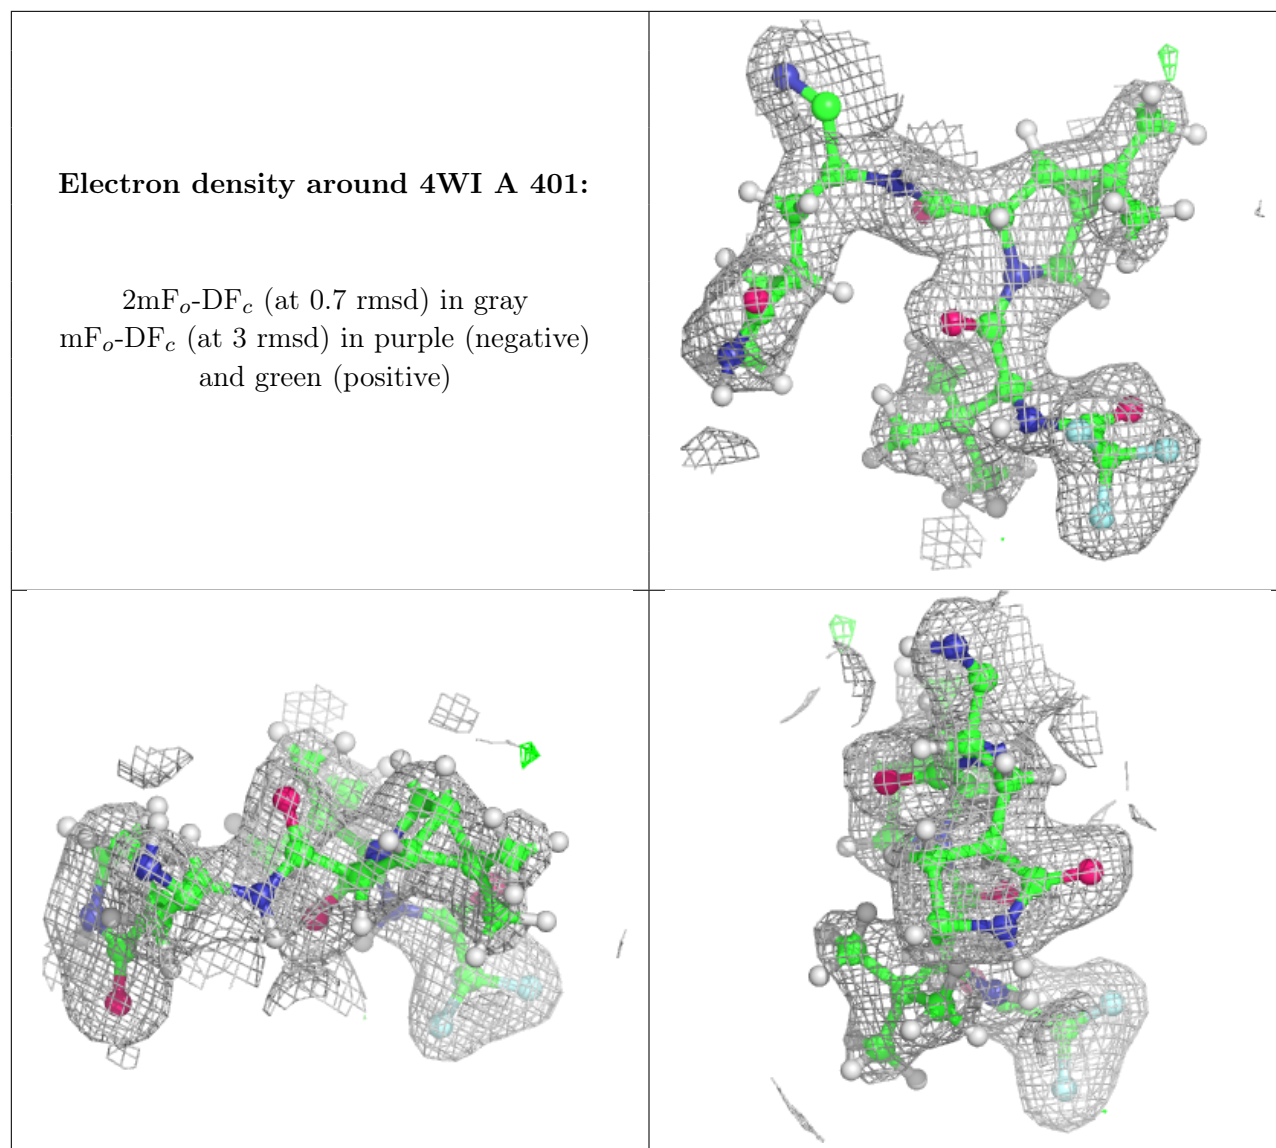 Electron density around 4WI A 401:
2mFo-DFc (at 0.7 rmsd) in gray
mFo-DFc (at 3 rmsd) in purple (negative)
and green (positive)